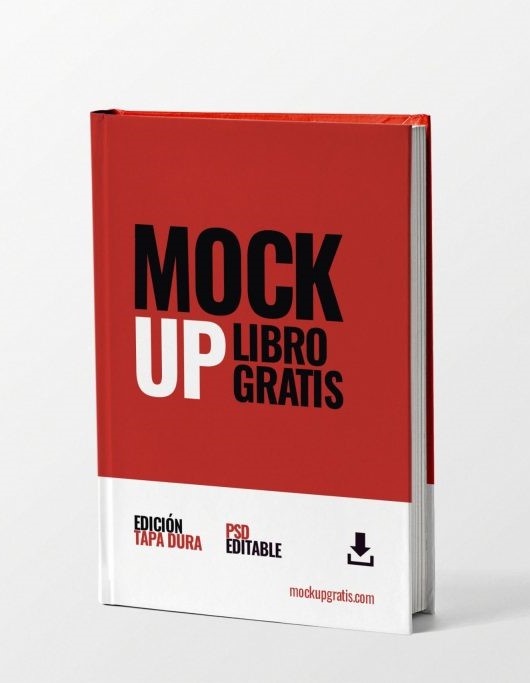 MOCK
UP LIBRO
GRATIS
EDICIÓN
TAPA DURA
PSD
EDITABLE
mockupgratis.com